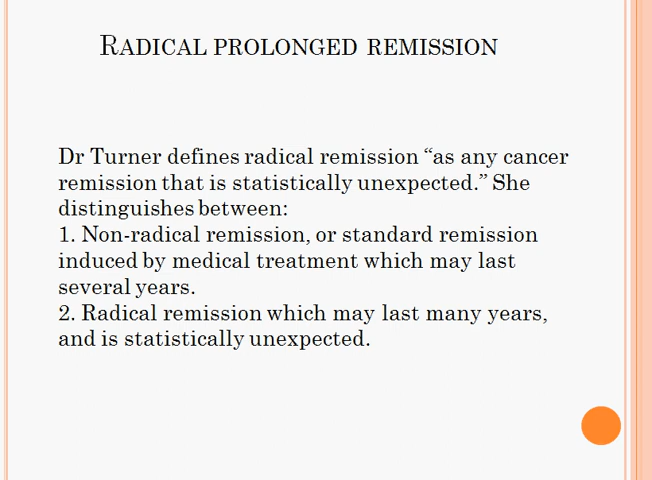 Radical prolonged remission
Dr Turner defines radical remission “as any cancer
remission that is statistically unexpected.” She
distinguishes between:
1. Non-radical remission, or standard remission
induced by medical treatment which may last
several years.
2. Radical remission which may last many years,
and is statistically unexpected.